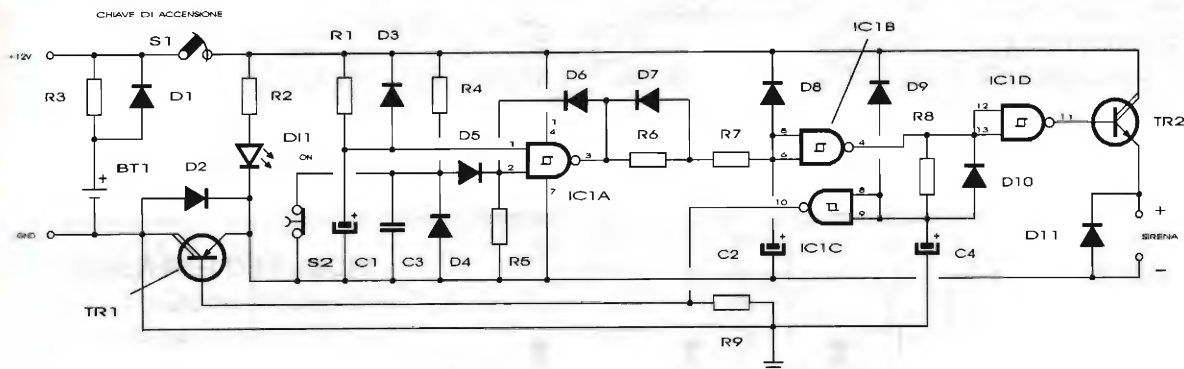 CHIAVE DI ACCENSIONE
S1
+12V
R3
D1
BT1
D2
GND
TR1
R2
DI1
ON
R1
D3
R4
D5
S2
C1
C3
D4
R5
D6
D7
1
4
1
2
3
7
IC1A
R6
R7
IC1B
D8
D9
5
6
4
R8
10
8
9
C2
IC1C
C4
D10
IC1D
12
13
11
TR2
D11
+
SIRENA
-
R9